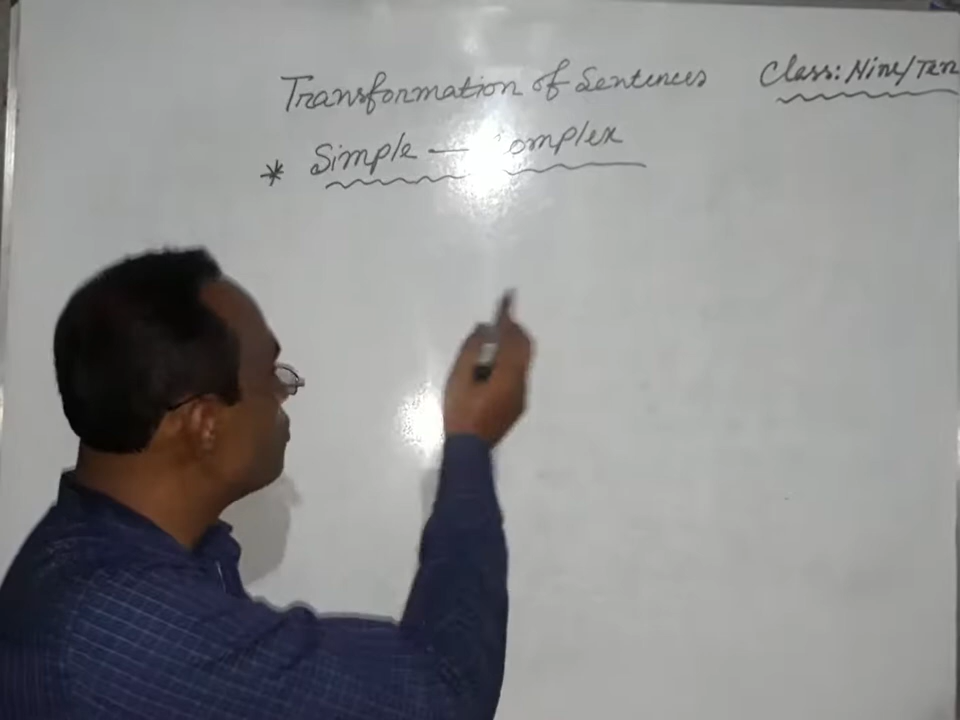 Transformation of Sentences Class: Nine/Ten
* Simple — Complex